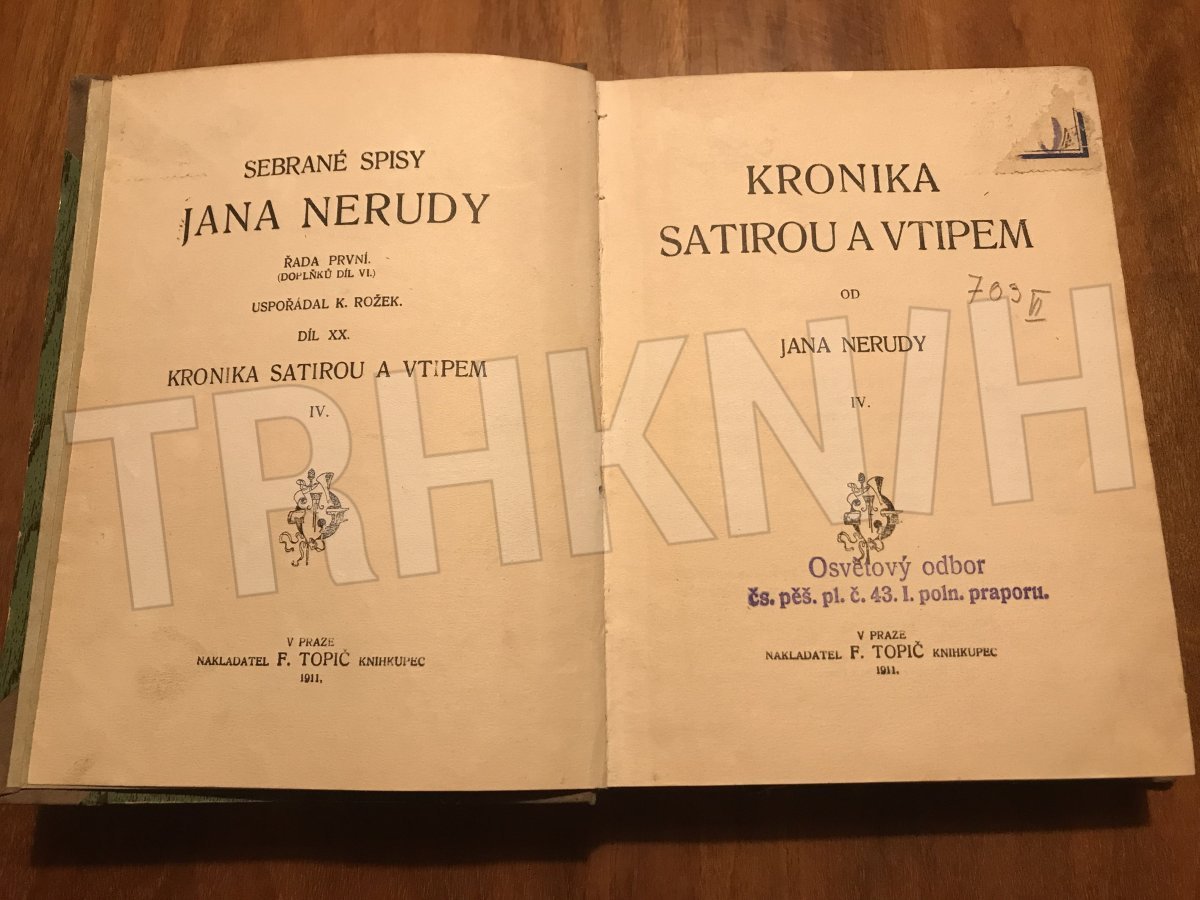 SEBRANÉ SPISY
JANA NERUDY
ŘADA PRVNÍ.
(DOPLŇKŮ DÍL VI.)
USPOŘÁDAL K. ROŽEK.
DÍL XX.
KRONIKA SATIROU A VTIPEM
IV.
V PRAZE
NAKLADATEL F. TOPIČ KNIHKUPEC
1911.
KRONIKA
SATIROU A VTIPEM
OD
703 VI
JANA NERUDY
IV.
Osvětový odbor
čs. pěš. pl. č. 43. I. poln. praporu.
V PRAZE
NAKLADATEL F. TOPIČ KNIHKUPEC
1911.
TRHKNIH